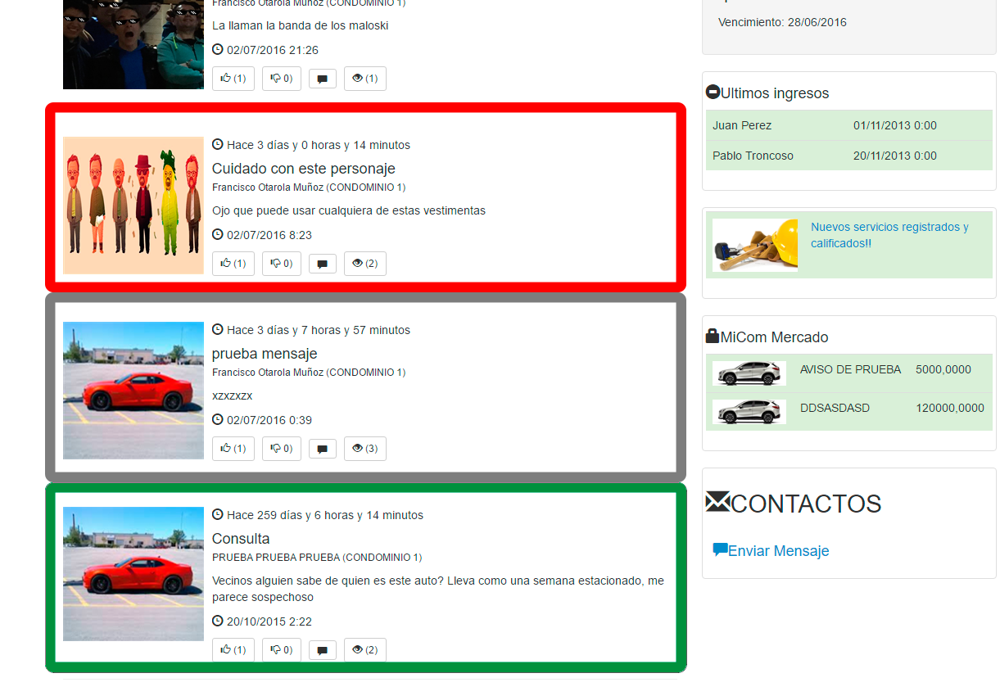 Francisco Otarola Muñoz (CONDOMINIO 1)
La llaman la banda de los maloski
02/07/2016 21:26
(1) 0) (1)
Hace 3 días y 0 horas y 14 minutos
Cuidado con este personaje
Francisco Otarola Muñoz (CONDOMINIO 1)
Ojo que puede usar cualquiera de estas vestimentas
02/07/2016 8:23
(1) 0) (2)
Hace 3 días y 7 horas y 57 minutos
prueba mensaje
Francisco Otarola Muñoz (CONDOMINIO 1)
xzxzxzx
02/07/2016 0:39
(1) 0) (3)
Hace 259 días y 6 horas y 14 minutos
Consulta
PRUEBA PRUEBA PRUEBA (CONDOMINIO 1)
Vecinos alguien sabe de quien es este auto? Lleva como una semana estacionado, me
parece sospechoso
20/10/2015 2:22
(1) 0) (2)
Vencimiento: 28/06/2016
Ultimos ingresos
Juan Perez 01/11/2013 0:00
Pablo Troncoso 20/11/2013 0:00
Nuevos servicios registrados y
calificados!!
MiCom Mercado
AVISO DE PRUEBA 5000,0000
DDSASDASD 120000,0000
CONTACTOS
Enviar Mensaje